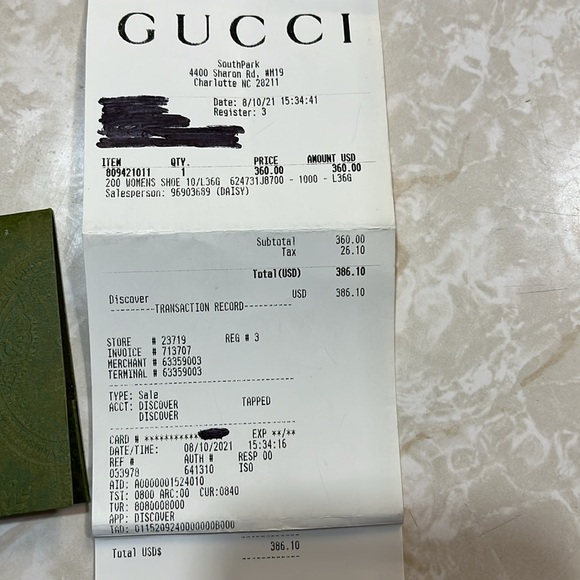 GUCCI
SouthPark
4400 Sharon Rd. #M19
Charlutte NC 28211
Date: 8/10/21 15:34:41
Register: 3
ITEM QTY. PRICE AMOUNT USD
809421011 1 360.00 360.00
200 WOMENS SHOE 10/L36G 624731J8700 - 1000 - L36G
Salesperson: 96903689 (DAISY)
Subtotal 360.00
Tax 26.10
Total(USD) 386.10
Discover USD 386.10
---------TRANSACTION RECORD----------
STORE # 23719 REG # 3
INVOICE # 713707
MERCHANT # 63359003
TERMINAL # 63359003
TYPE: Sale
ACCT: DISCOVER TAPPED
DISCOVER
CARD # *********** EXP **/**
DATE/TIME: 08/10/2021 15:34:16
REF # AUTH # RESP 00
033978 641310 ISO
AID: A0000001524010
TSI: 0800 ARC:00 CUR:0840
TVR: 8080008000
APP: DISCOVER
IAD: 0115209240000000B000
Total USD$ 386.10